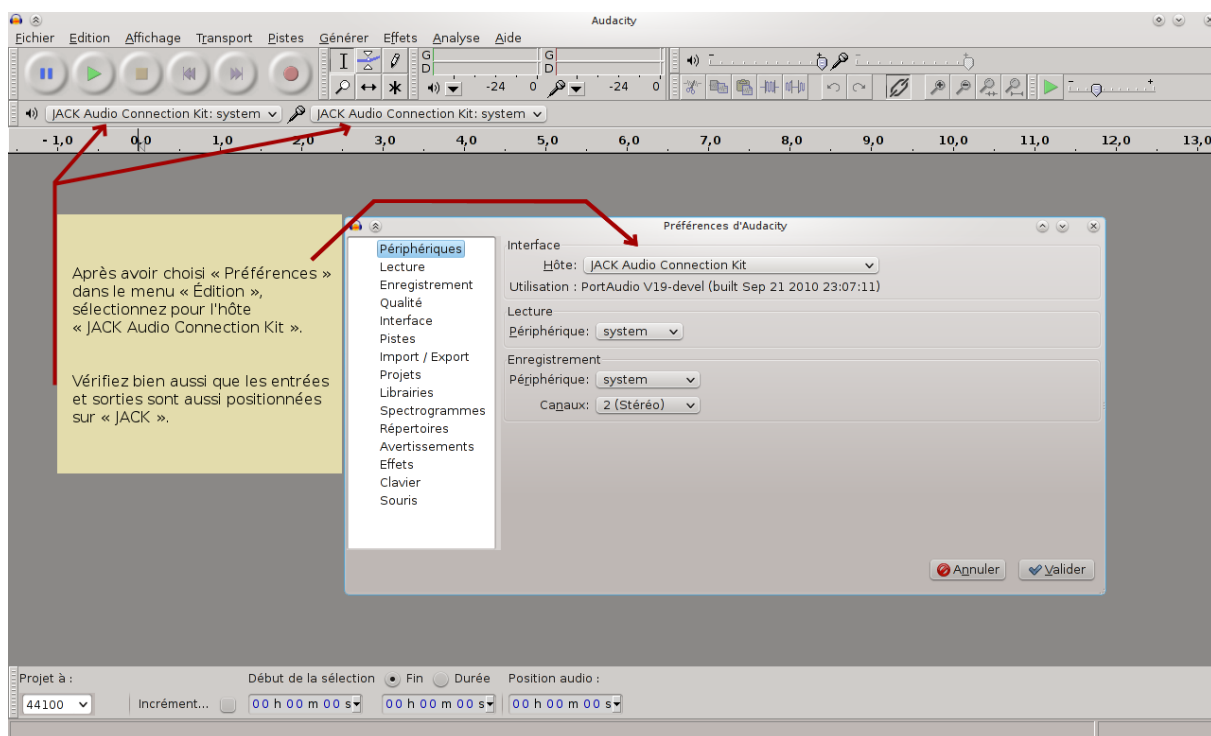 Audacity
Fichier Edition Affichage Transport Pistes Générer Effets Analyse Aide
G
D
-24 0
G
D
-24 0
JACK Audio Connection Kit: system
JACK Audio Connection Kit: system
- 1,0 0,0 1,0 2,0 3,0 4,0 5,0 6,0 7,0 8,0 9,0 10,0 11,0 12,0 13,0
Après avoir choisi « Préférences »
dans le menu « Édition »,
sélectionnez pour l'hôte
« JACK Audio Connection Kit ».
Vérifiez bien aussi que les entrées
et sorties sont aussi positionnées
sur « JACK ».
Préférences d'Audacity
Périphériques
Lecture
Enregistrement
Qualité
Interface
Pistes
Import / Export
Projets
Librairies
Spectrogrammes
Répertoires
Avertissements
Effets
Clavier
Souris
Interface
Hôte: JACK Audio Connection Kit
Utilisation : PortAudio V19-devel (built Sep 21 2010 23:07:11)
Lecture
Périphérique: system
Enregistrement
Périphérique: system
Canaux: 2 (Stéréo)
Annuler Valider
Projet à : Début de la sélection Fin Durée Position audio :
44100 Incrément... 00 h 00 m 00 s 00 h 00 m 00 s 00 h 00 m 00 s